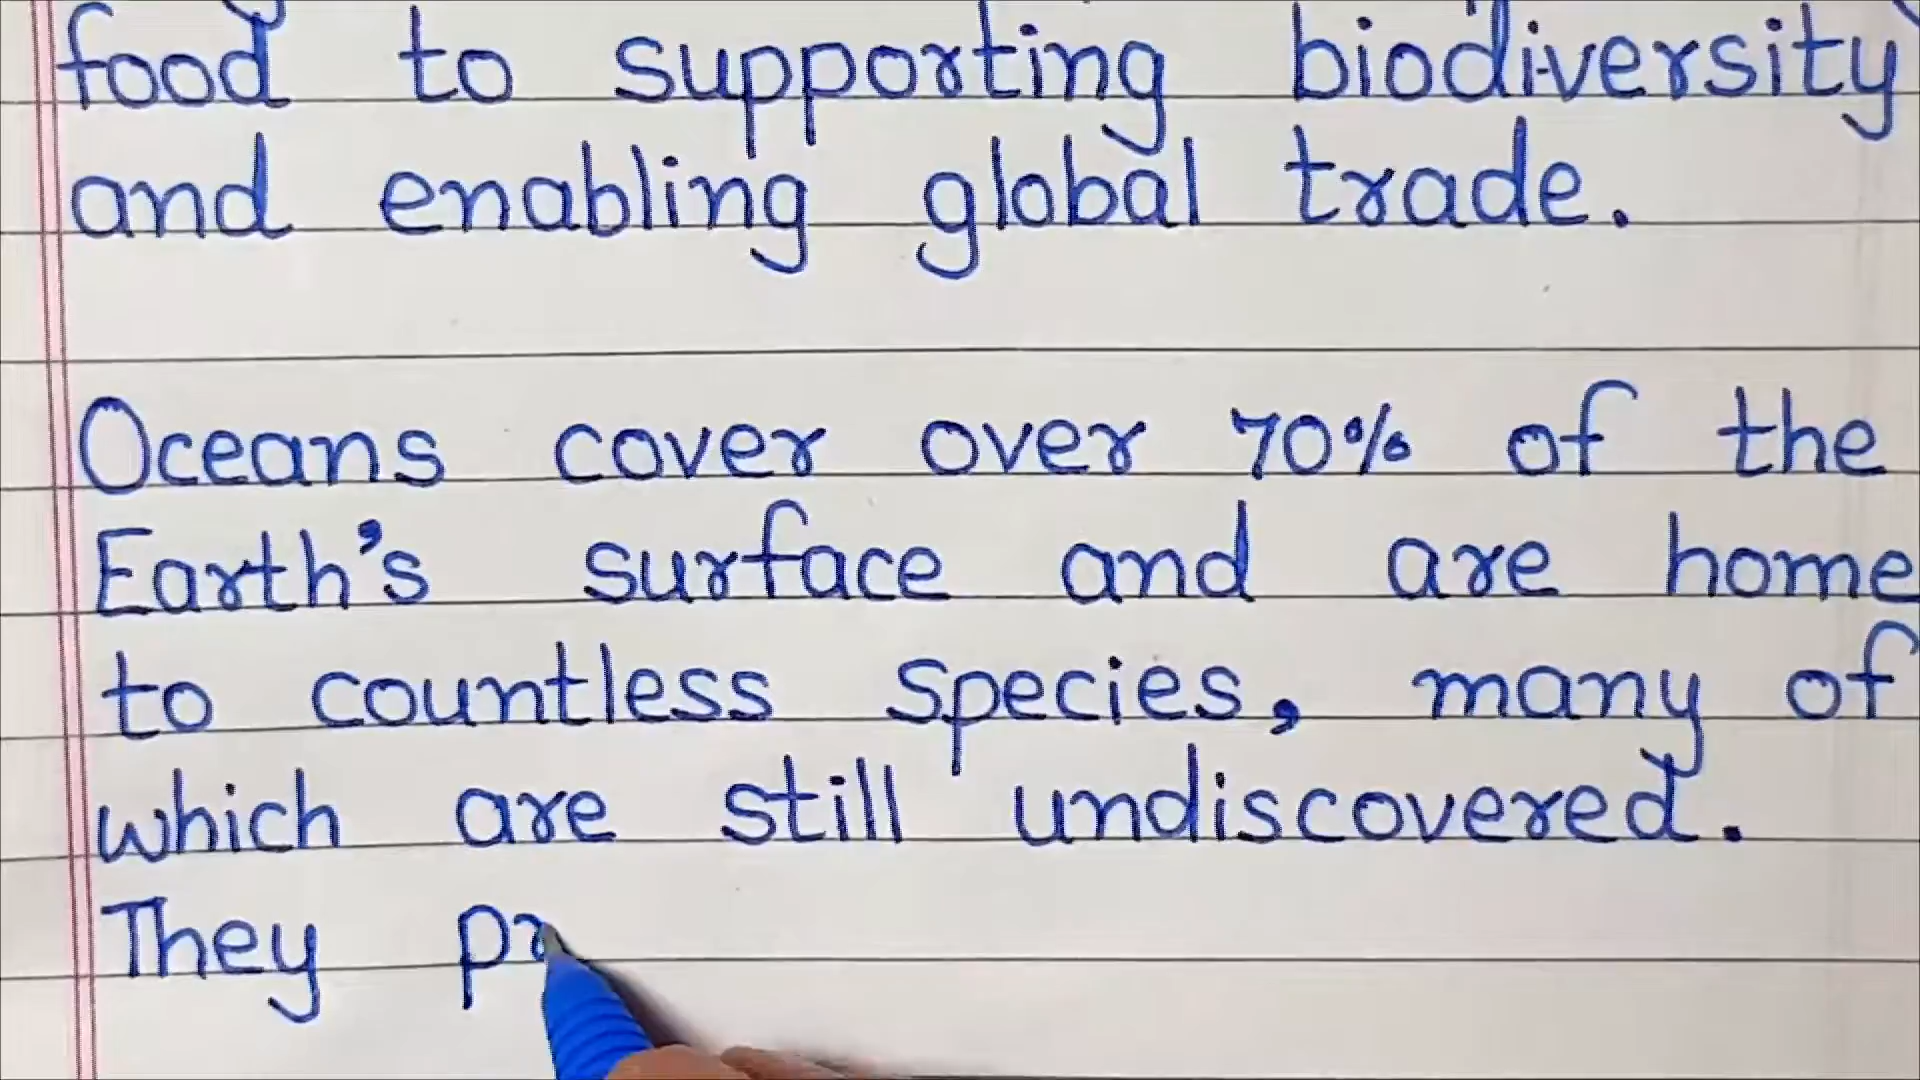 food to supporting biodiversity
and enabling global trade.
Oceans cover over 70% of the
Earth's surface and are home
to countless species, many of
which are still undiscovered.
They pr